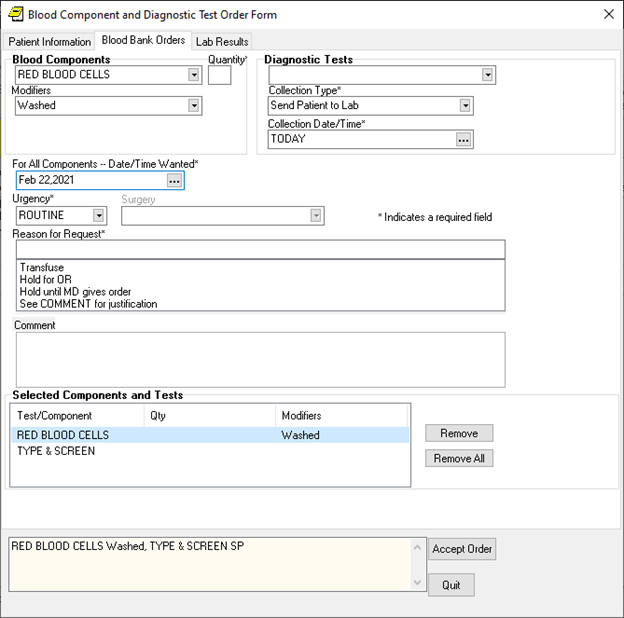 Blood Component and Diagnostic Test Order Form
Patient Information Blood Bank Orders Lab Results
Blood Components Quantity* Diagnostic Tests
RED BLOOD CELLS
Modifiers Collection Type*
Washed Send Patient to Lab
Collection Date/Time*
TODAY ...
For All Components -- Date/Time Wanted*
Feb 22,2021 ...
Urgency* Surgery
ROUTINE * Indicates a required field
Reason for Request*
Transfuse
Hold for OR
Hold until MD gives order
See COMMENT for justification
Comment
Selected Components and Tests
Test/Component Qty Modifiers
RED BLOOD CELLS Washed Remove
TYPE & SCREEN Remove All
RED BLOOD CELLS Washed, TYPE & SCREEN SP Accept Order
Quit